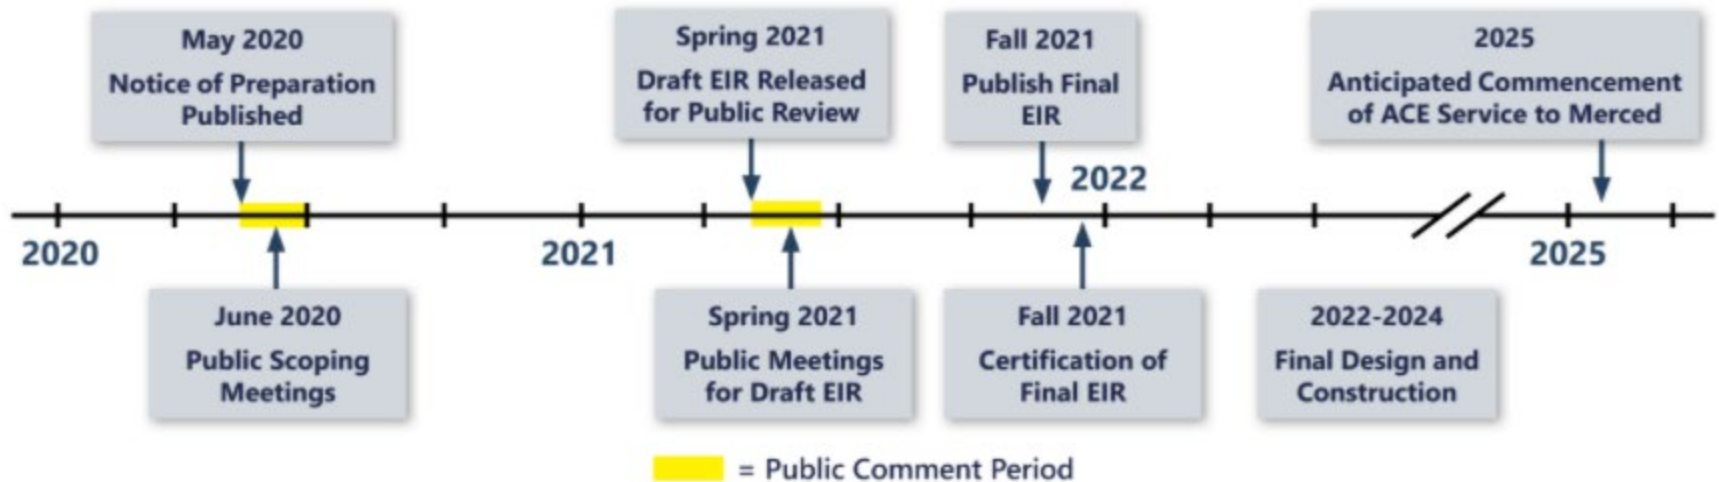 May 2020
Notice of Preparation
Published
Spring 2021
Draft EIR Released
for Public Review
Fall 2021
Publish Final
EIR
2025
Anticipated Commencement
of ACE Service to Merced
2022
2020
2021
2025
June 2020
Public Scoping
Meetings
Spring 2021
Public Meetings
for Draft EIR
Fall 2021
Certification of
Final EIR
2022-2024
Final Design and
Construction
= Public Comment Period